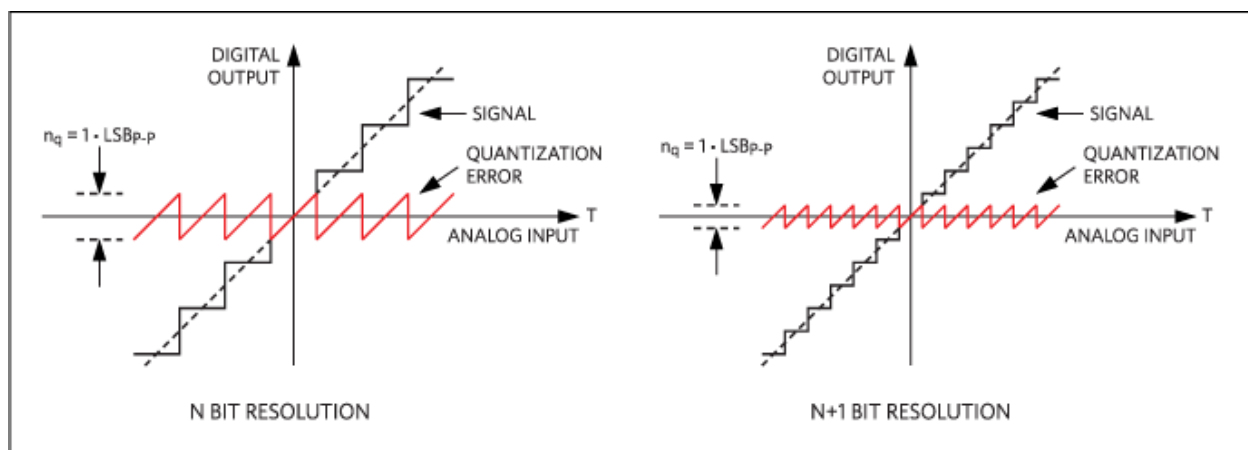 DIGITAL
OUTPUT
SIGNAL
nq = 1 · LSBP-P
QUANTIZATION
ERROR
T
ANALOG INPUT
N BIT RESOLUTION
DIGITAL
OUTPUT
SIGNAL
nq = 1 · LSBP-P
QUANTIZATION
ERROR
T
ANALOG INPUT
N+1 BIT RESOLUTION